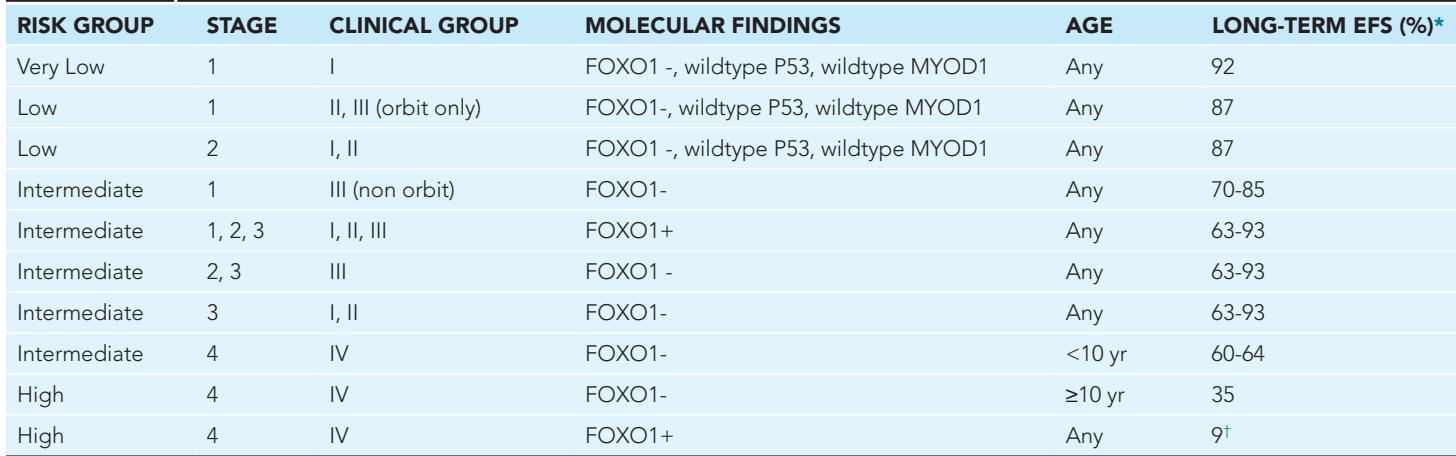 RISK GROUP STAGE CLINICAL GROUP MOLECULAR FINDINGS AGE LONG-TERM EFS (%)*
Very Low 1 I FOXO1 -, wildtype P53, wildtype MYOD1 Any 92
Low 1 II, III (orbit only) FOXO1-, wildtype P53, wildtype MYOD1 Any 87
Low 2 I, II FOXO1 -, wildtype P53, wildtype MYOD1 Any 87
Intermediate 1 III (non orbit) FOXO1- Any 70-85
Intermediate 1, 2, 3 I, II, III FOXO1+ Any 63-93
Intermediate 2, 3 III FOXO1 - Any 63-93
Intermediate 3 I, II FOXO1- Any 63-93
Intermediate 4 IV FOXO1- <10 yr 60-64
High 4 IV FOXO1- ≥10 yr 35
High 4 IV FOXO1+ Any 9†